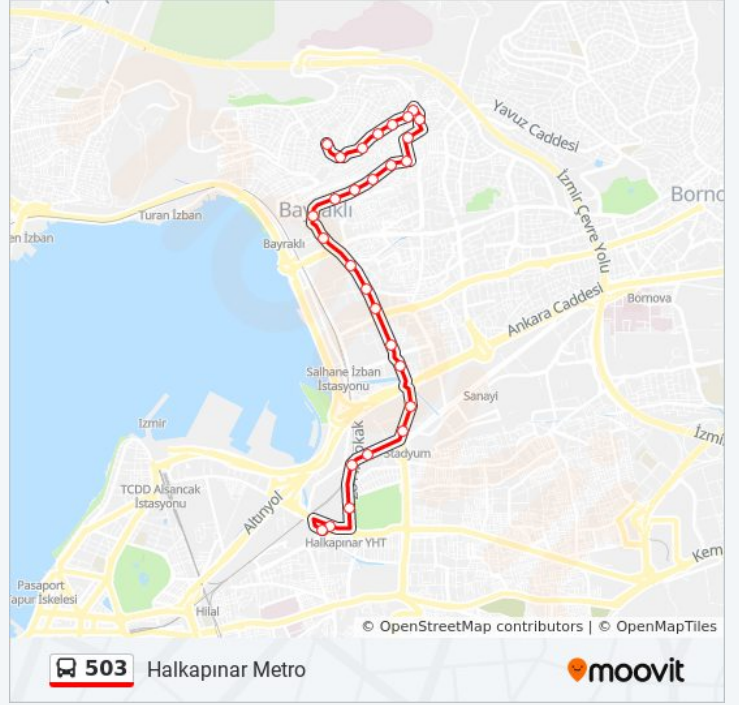 Yavuz Caddesi
İzmir Çevre Yolu
Borno
Turan İzban
Bayraklı
en İzban
Bayraklı
Bornova
Ankara Caddesi
Salhane İzban
İstasyonu
Sanayi
İzmi
İzmir
Stadyum
TCDD Alsancak
İstasyonu
Altınyol
Halkapınar YHT
Kem
Pasaport
apur İskelesi
Hilal
© OpenStreetMap contributors | © OpenMapTiles
503 Halkapınar Metro
moovit